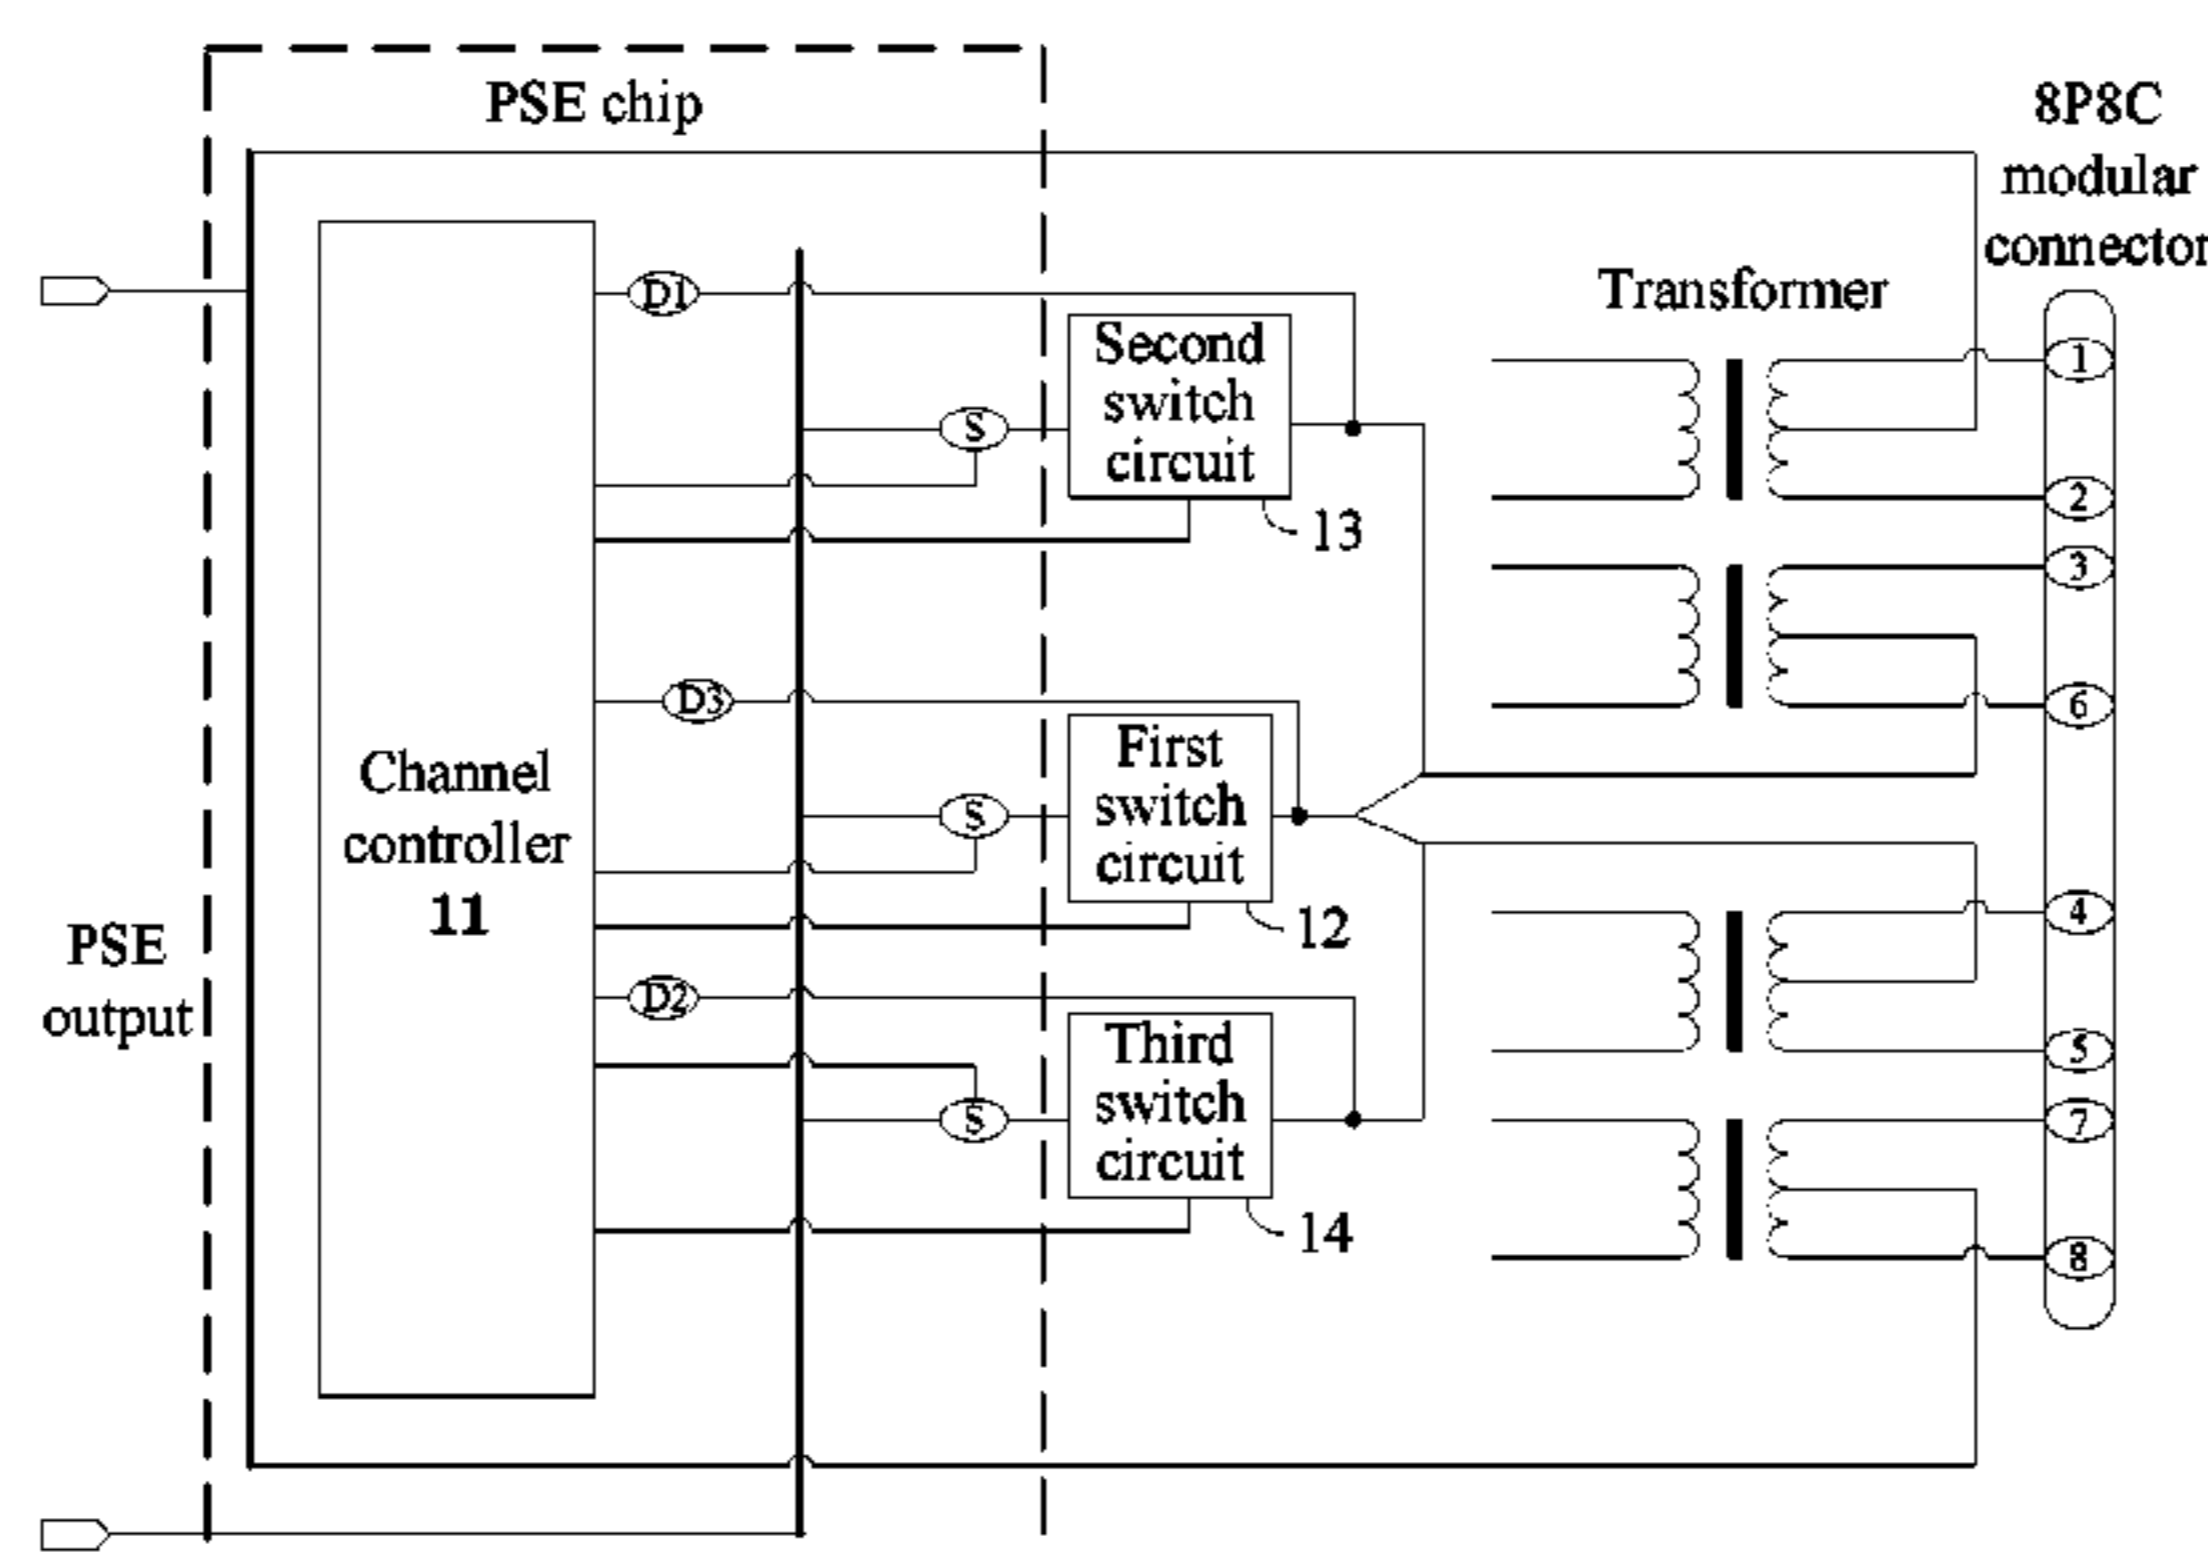 PSE chip
8P8C
modular
connector
Transformer
D1
Second
switch
circuit
S
13
1
2
3
6
D3
First
switch
circuit
S
12
Channel
controller
11
PSE
output
D2
Third
switch
circuit
S
14
4
5
7
8